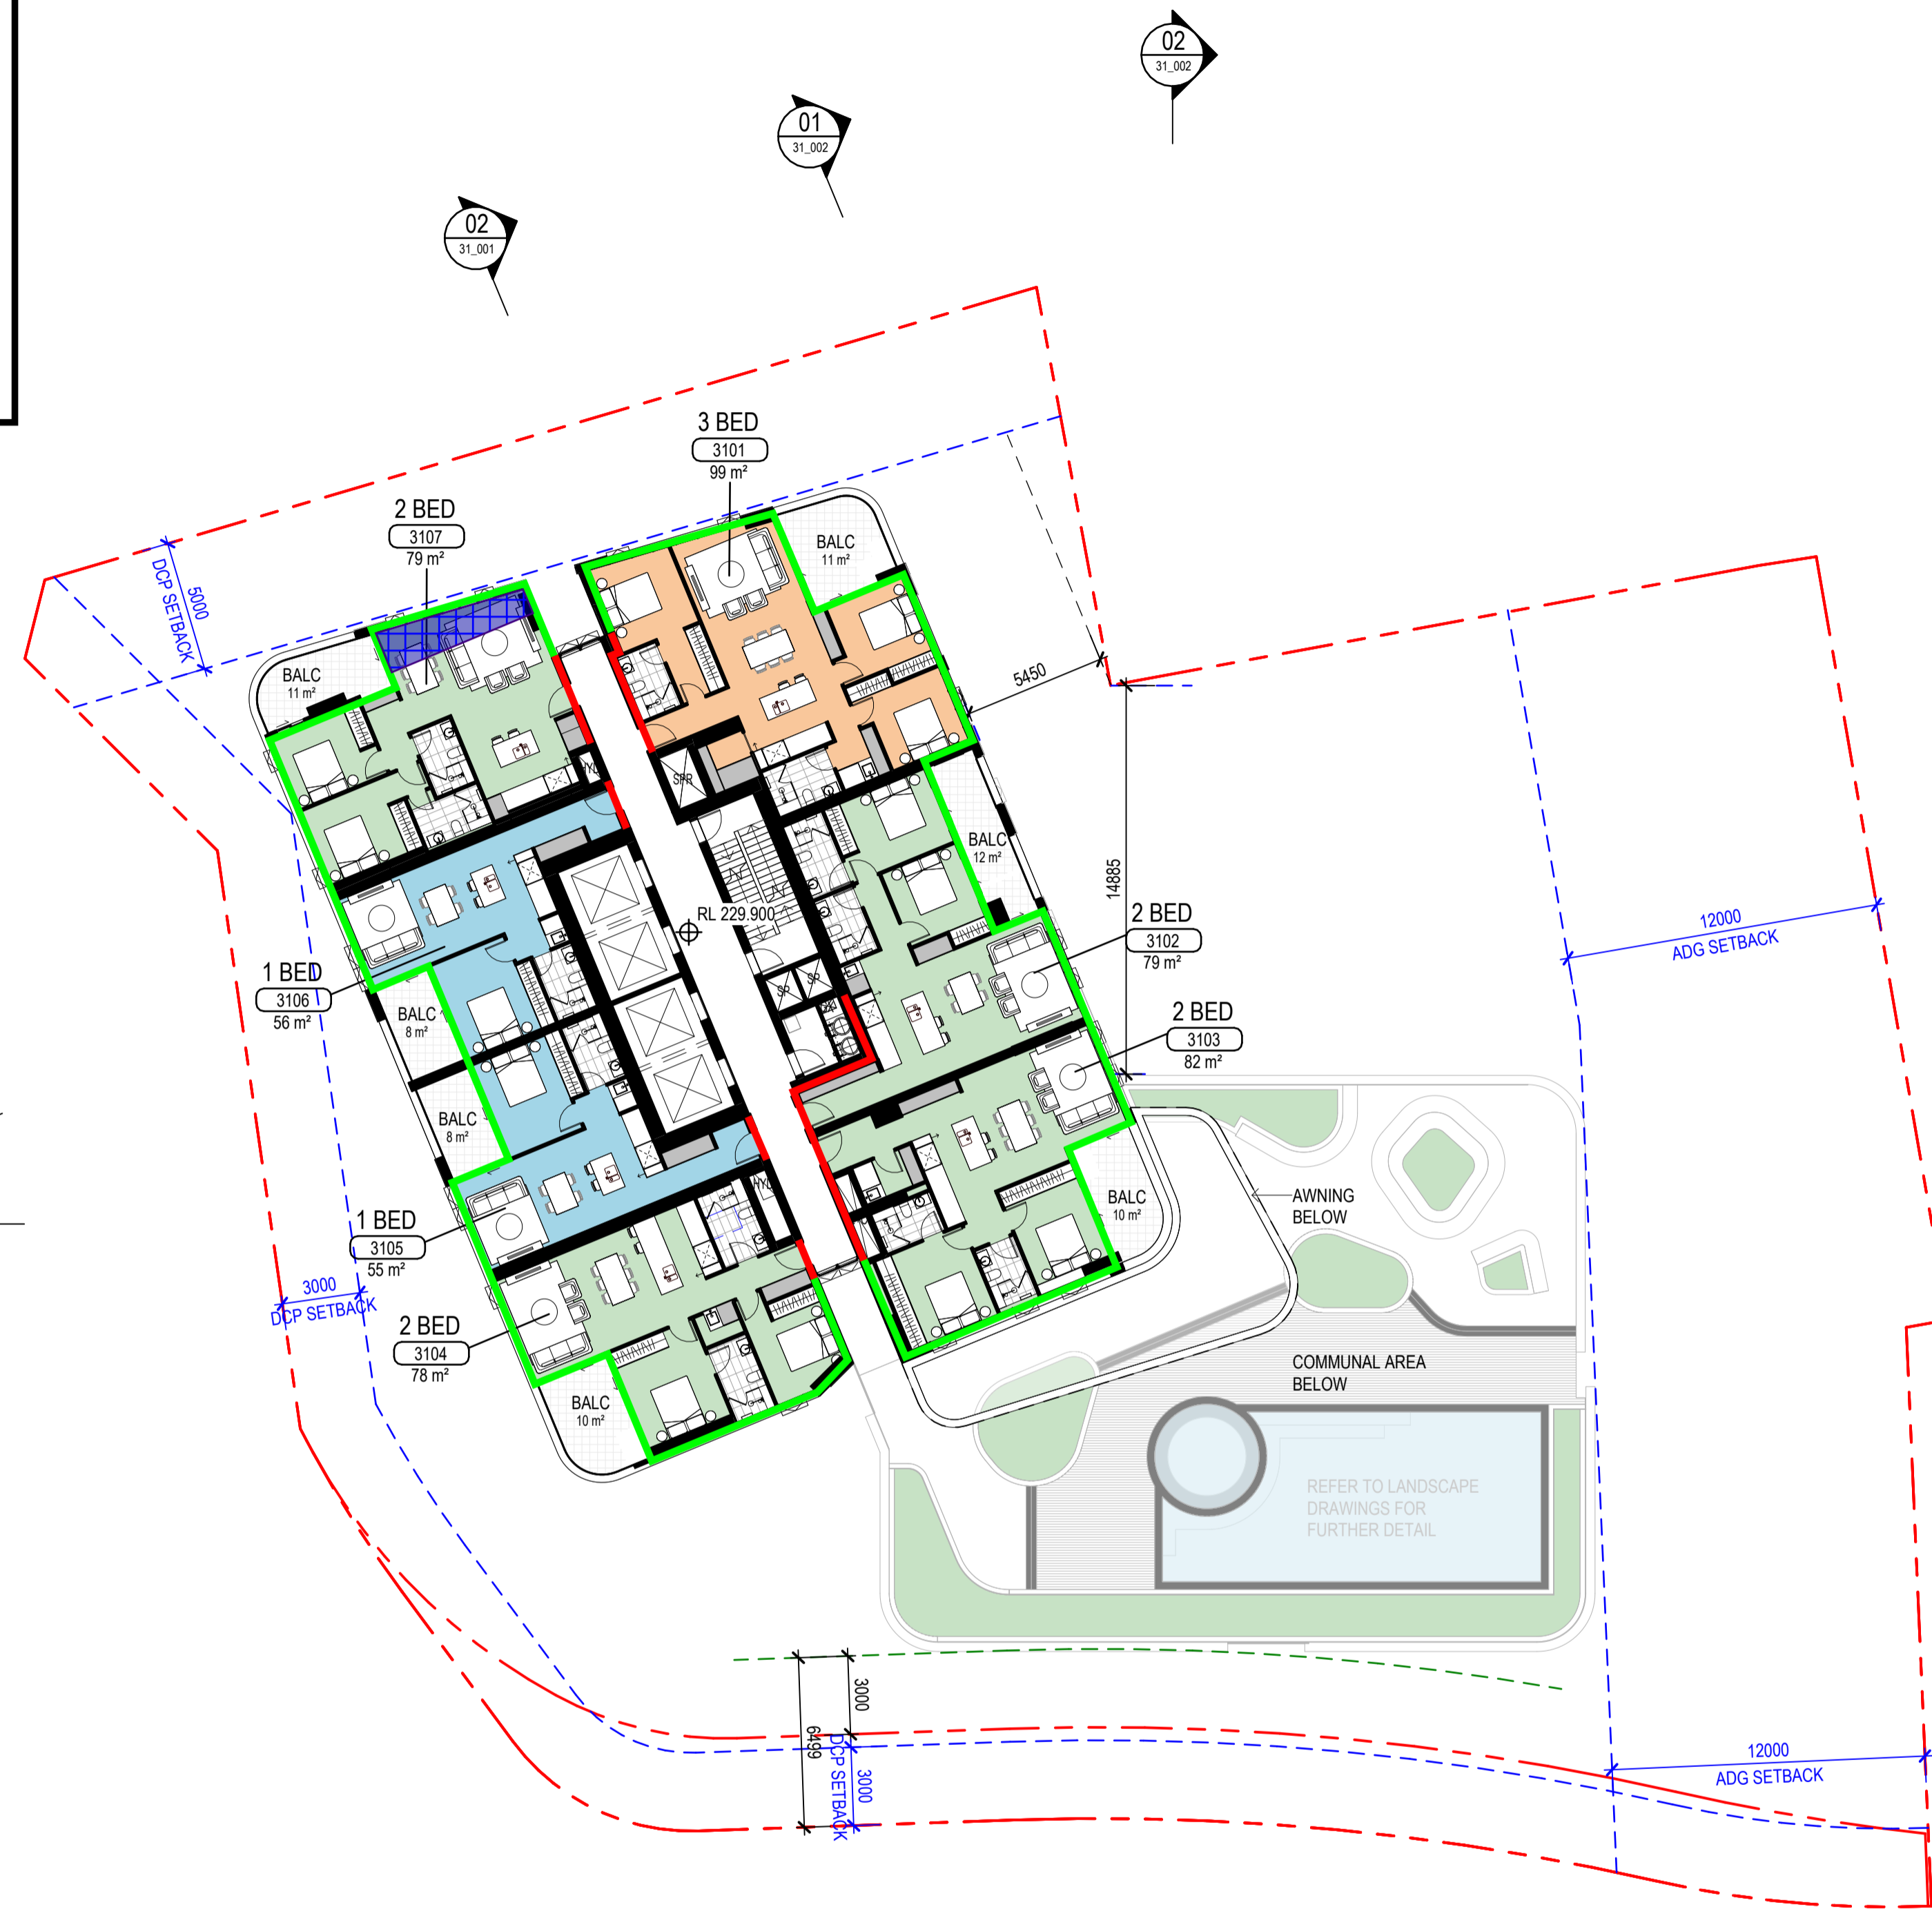 02
31_002
01
31_002
02
31_001
3 BED
3101
99 m²
2 BED
3107
79 m²
BALC
11 m²
5000
DCP SETBACK
BALC
11 m²
5450
SPR
HYD
BALC
12 m²
14885
RL 229.900
2 BED
3102
79 m²
12000
ADG SETBACK
1 BED
3106
56 m²
SP
SP
BALC
8 m²
2 BED
3103
82 m²
BALC
8 m²
HYD
BALC
10 m²
AWNING
BELOW
1 BED
3105
55 m²
3000
DCP SETBACK
2 BED
3104
78 m²
COMMUNAL AREA
BELOW
BALC
10 m²
REFER TO LANDSCAPE
DRAWINGS FOR
FURTHER DETAIL
3000
6499
DCP SETBACK
3000
12000
ADG SETBACK